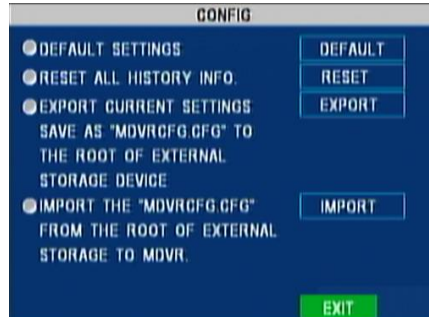 CONFIG
DEFAULT SETTINGS DEFAULT
RESET ALL HISTORY INFO. RESET
EXPORT CURRENT SETTINGS EXPORT
SAVE AS "MDVRCFG.CFG" TO
THE ROOT OF EXTERNAL
STORAGE DEVICE
IMPORT THE "MDVRCFG.CFG" IMPORT
FROM THE ROOT OF EXTERNAL
STORAGE TO MDVR.
EXIT